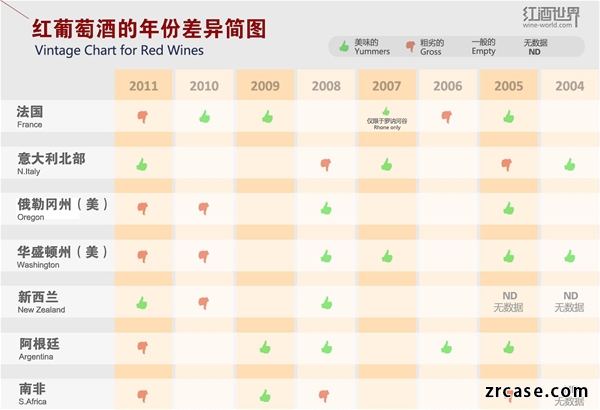 红葡萄酒的年份差异简图
Vintage Chart for Red Wines
红酒世界
wine-world.com
美味的
Yummers
粗劣的
Gross
一般的
Empty
无数据
ND
2011 2010 2009 2008 2007 2006 2005 2004
法国
France
仅限于罗讷河谷
Rhone only
意大利北部
N.Italy
俄勒冈州（美）
Oregon
华盛顿州（美）
Washington
新西兰
New Zealand
ND ND
无数据 无数据
阿根廷
Argentina
南非
S.Africa
无数据
zrcase.com